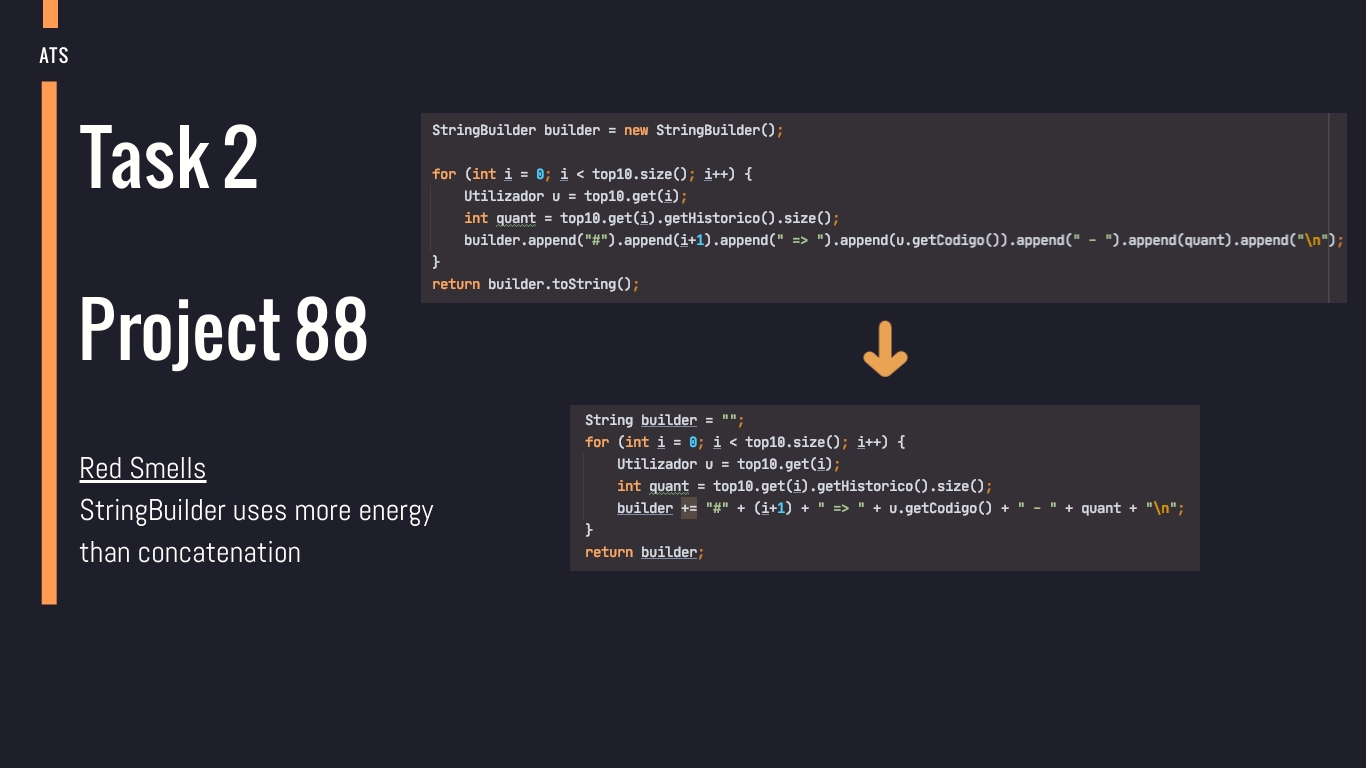 ATS
Task 2
Project 88
Red Smells
StringBuilder uses more energy
than concatenation
StringBuilder builder = new StringBuilder();
for (int i = 0; i < top10.size(); i++) {
    Utilizador u = top10.get(i);
    int quant = top10.get(i).getHistorico().size();
    builder.append("#").append(i+1).append(" => ").append(u.getCodigo()).append(" - ").append(quant).append("\n");
}
return builder.toString();
String builder = "";
for (int i = 0; i < top10.size(); i++) {
    Utilizador u = top10.get(i);
    int quant = top10.get(i).getHistorico().size();
    builder += "#" + (i+1) + " => " + u.getCodigo() + " - " + quant + "\n";
}
return builder;